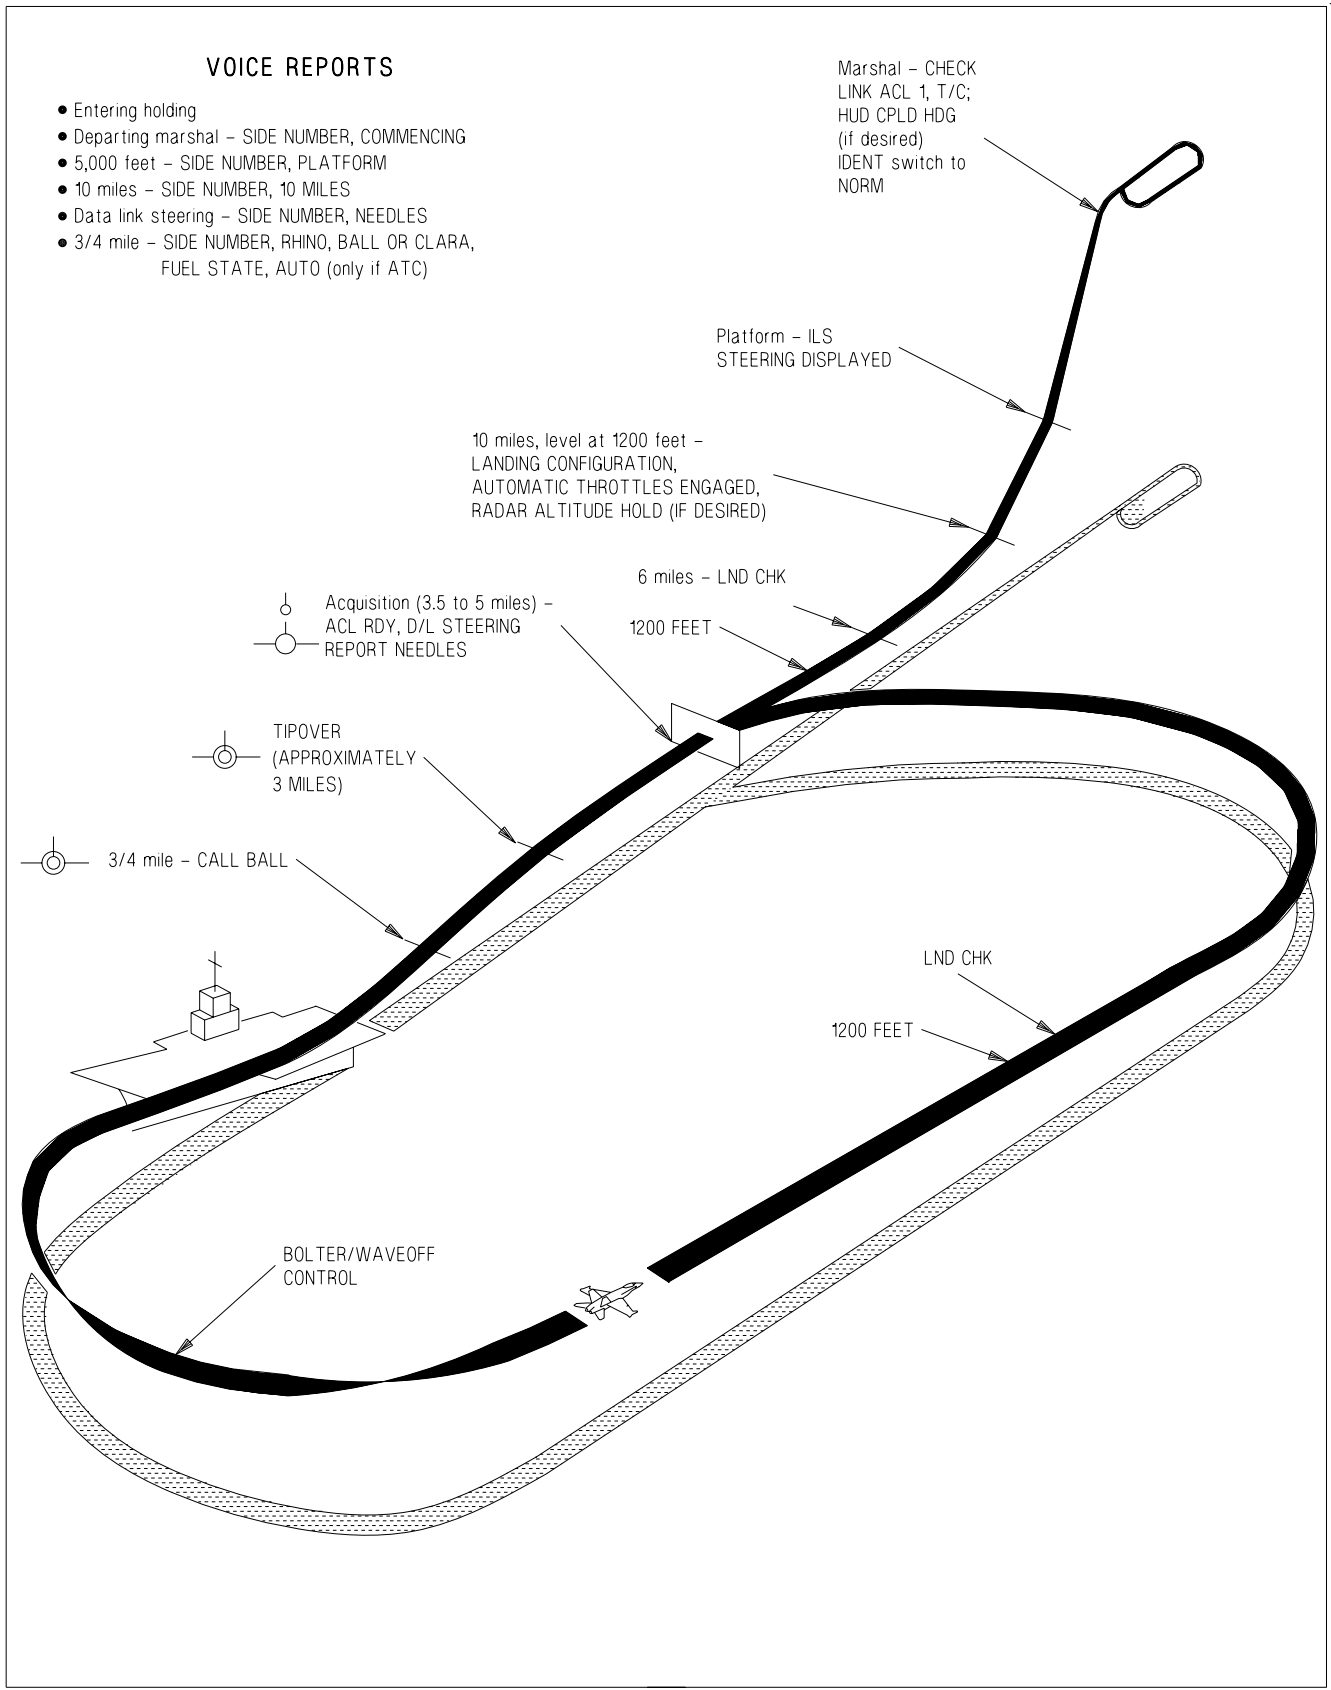 VOICE REPORTS
• Entering holding
• Departing marshal – SIDE NUMBER, COMMENCING
• 5,000 feet – SIDE NUMBER, PLATFORM
• 10 miles – SIDE NUMBER, 10 MILES
• Data link steering – SIDE NUMBER, NEEDLES
• 3/4 mile – SIDE NUMBER, RHINO, BALL OR CLARA,
FUEL STATE, AUTO (only if ATC)
Marshal – CHECK
LINK ACL 1, T/C;
HUD CPLD HDG
(if desired)
IDENT switch to
NORM
Platform – ILS
STEERING DISPLAYED
10 miles, level at 1200 feet –
LANDING CONFIGURATION,
AUTOMATIC THROTTLES ENGAGED,
RADAR ALTITUDE HOLD (IF DESIRED)
6 miles – LND CHK
1200 FEET
Acquisition (3.5 to 5 miles) –
ACL RDY, D/L STEERING
REPORT NEEDLES
TIPOVER
(APPROXIMATELY
3 MILES)
3/4 mile – CALL BALL
LND CHK
1200 FEET
BOLTER/WAVEOFF
CONTROL